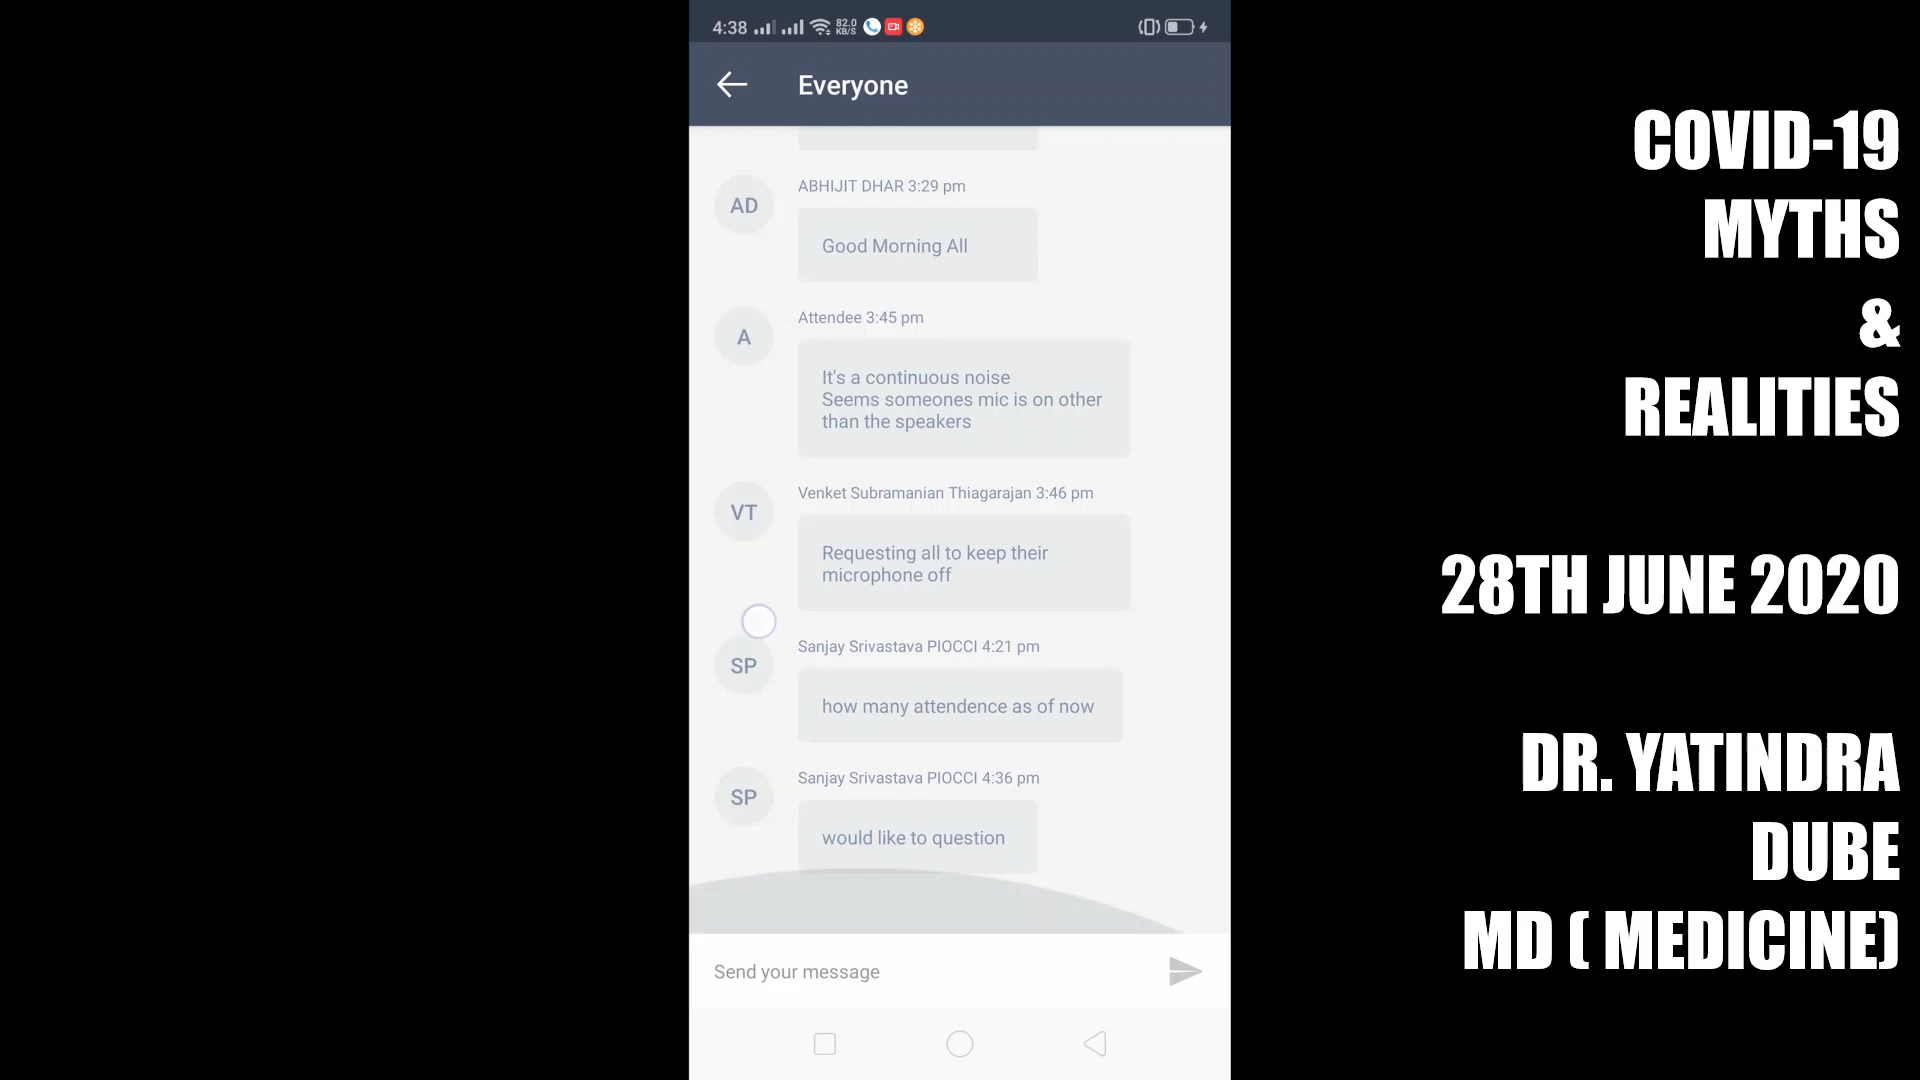 4:38 82.0 KB/S
Everyone
ABHIJIT DHAR 3:29 pm
AD
Good Morning All
Attendee 3:45 pm
A
It's a continuous noise
Seems someones mic is on other
than the speakers
Venket Subramanian Thiagarajan 3:46 pm
VT
Requesting all to keep their
microphone off
Sanjay Srivastava PIOCCI 4:21 pm
SP
how many attendence as of now
Sanjay Srivastava PIOCCI 4:36 pm
SP
would like to question
Send your message
COVID-19
MYTHS
&
REALITIES
28TH JUNE 2020
DR. YATINDRA
DUBE
MD ( MEDICINE)